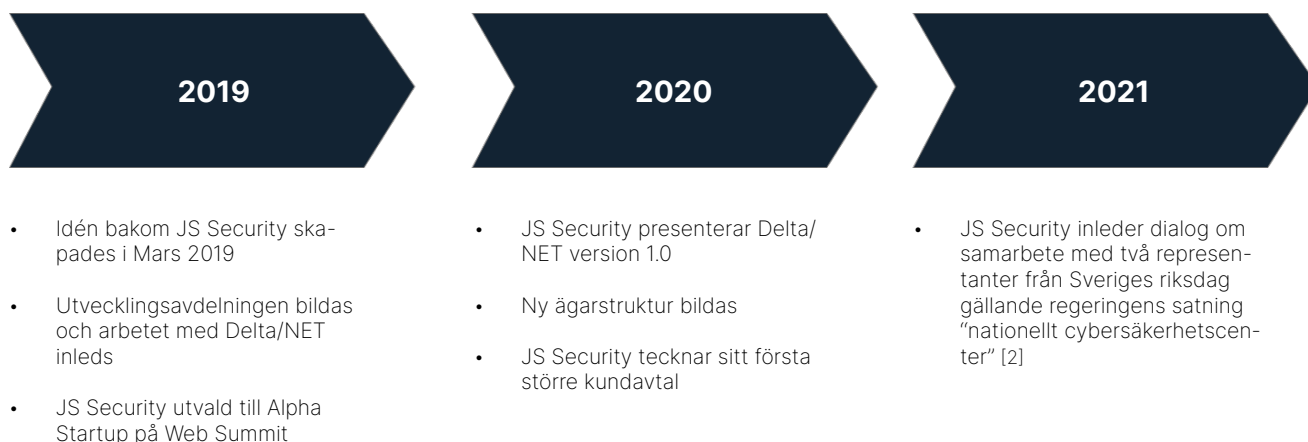 2019
• Idén bakom JS Security ska-
pades i Mars 2019
• Utvecklingsavdelningen bildas
och arbetet med Delta/NET
inleds
• JS Security utvald till Alpha
Startup på Web Summit
2020
• JS Security presenterar Delta/
NET version 1.0
• Ny ägarstruktur bildas
• JS Security tecknar sitt första
större kundavtal
2021
• JS Security inleder dialog om
samarbete med två represen-
tanter från Sveriges riksdag
gällande regeringens satning
“nationellt cybersäkerhetscen-
ter” [2]